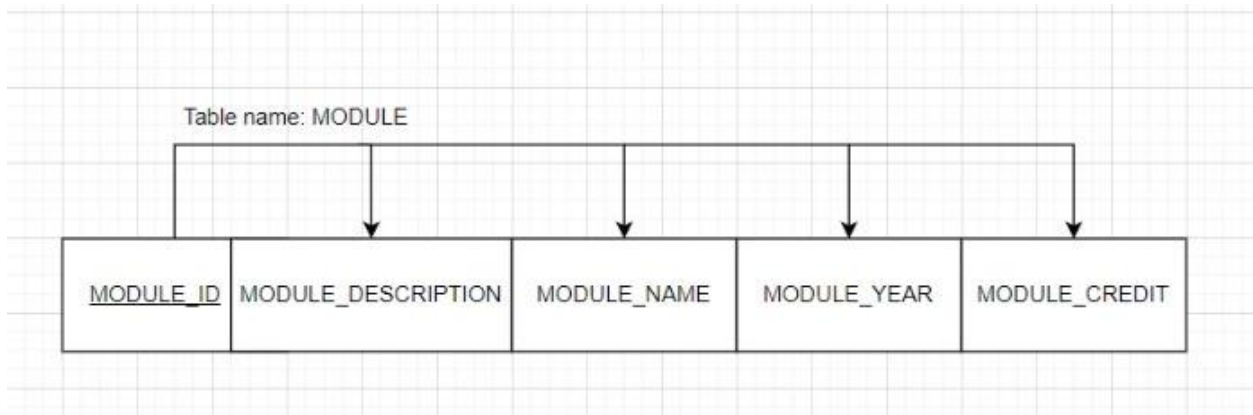 Table name: MODULE
MODULE_ID MODULE_DESCRIPTION MODULE_NAME MODULE_YEAR MODULE_CREDIT